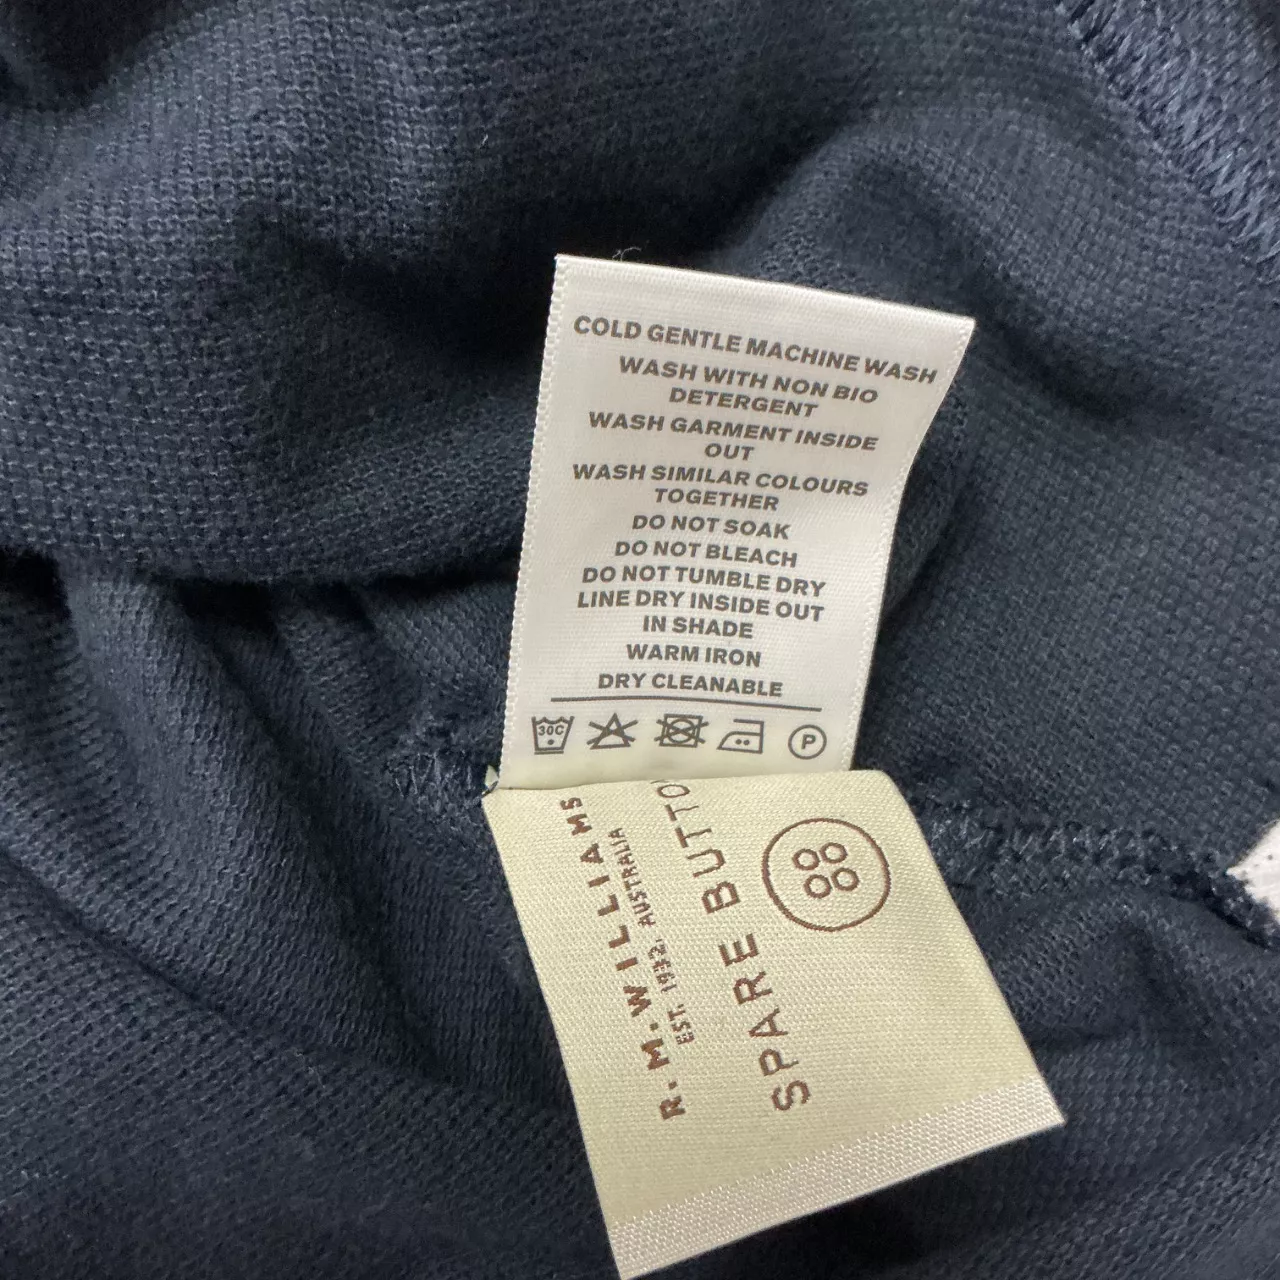 COLD GENTLE MACHINE WASH
WASH WITH NON BIO
DETERGENT
WASH GARMENT INSIDE
OUT
WASH SIMILAR COLOURS
TOGETHER
DO NOT SOAK
DO NOT BLEACH
DO NOT TUMBLE DRY
LINE DRY INSIDE OUT
IN SHADE
WARM IRON
DRY CLEANABLE
30C
P
R.M.WILLIAMS
EST. 1932, AUSTRALIA
SPARE BUTTON